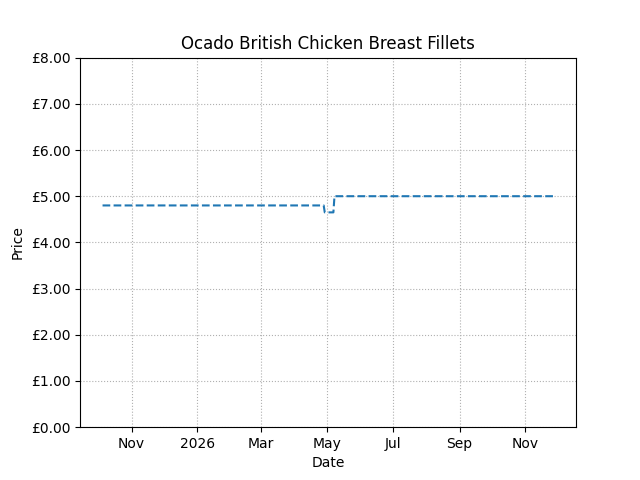 Ocado British Chicken Breast Fillets
£8.00
£7.00
£6.00
£5.00
£4.00
£3.00
£2.00
£1.00
£0.00
Price
Nov 2026 Mar May Jul Sep Nov
Date